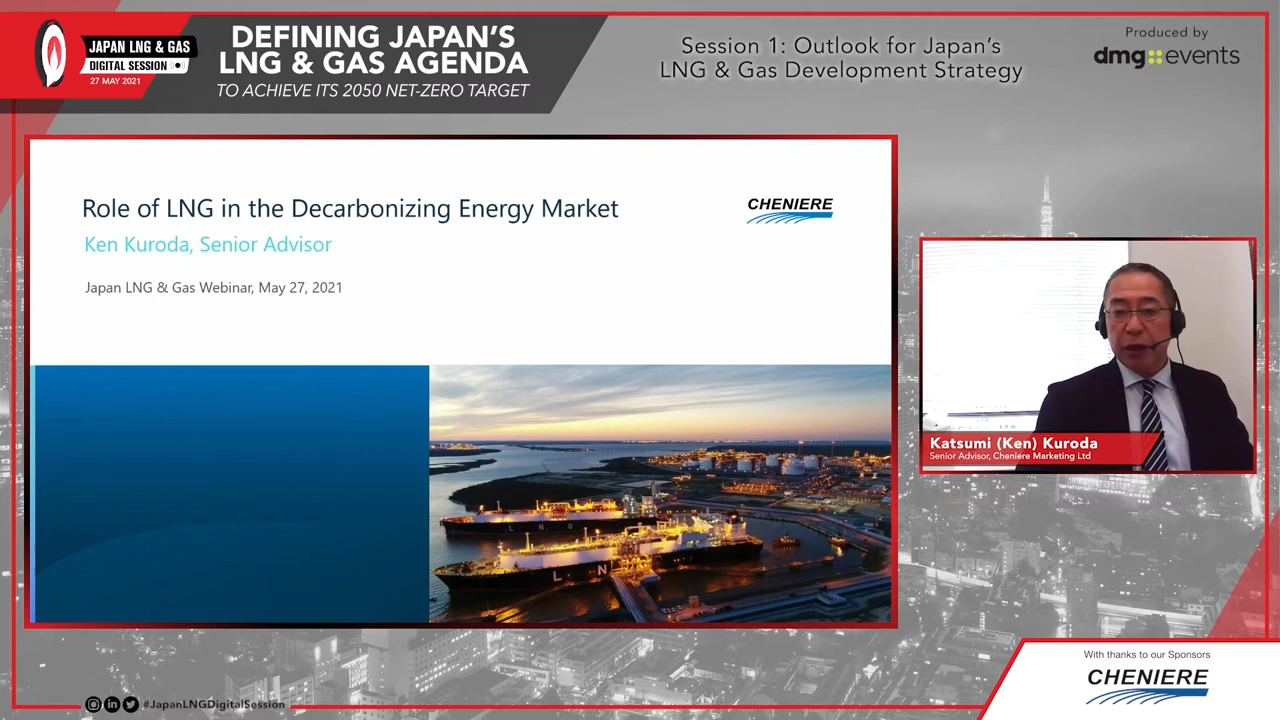 JAPAN LNG & GAS
DIGITAL SESSION
27 MAY 2021
DEFINING JAPAN'S
LNG & GAS AGENDA
TO ACHIEVE ITS 2050 NET-ZERO TARGET
Session 1: Outlook for Japan's
LNG & Gas Development Strategy
Produced by
dmg events
Role of LNG in the Decarbonizing Energy Market
CHENIERE
Ken Kuroda, Senior Advisor
Japan LNG & Gas Webinar, May 27, 2021
L N G
L N
Katsumi (Ken) Kuroda
Senior Advisor, Cheniere Marketing Ltd
With thanks to our Sponsors
CHENIERE
#JapanLNGDigitalSession